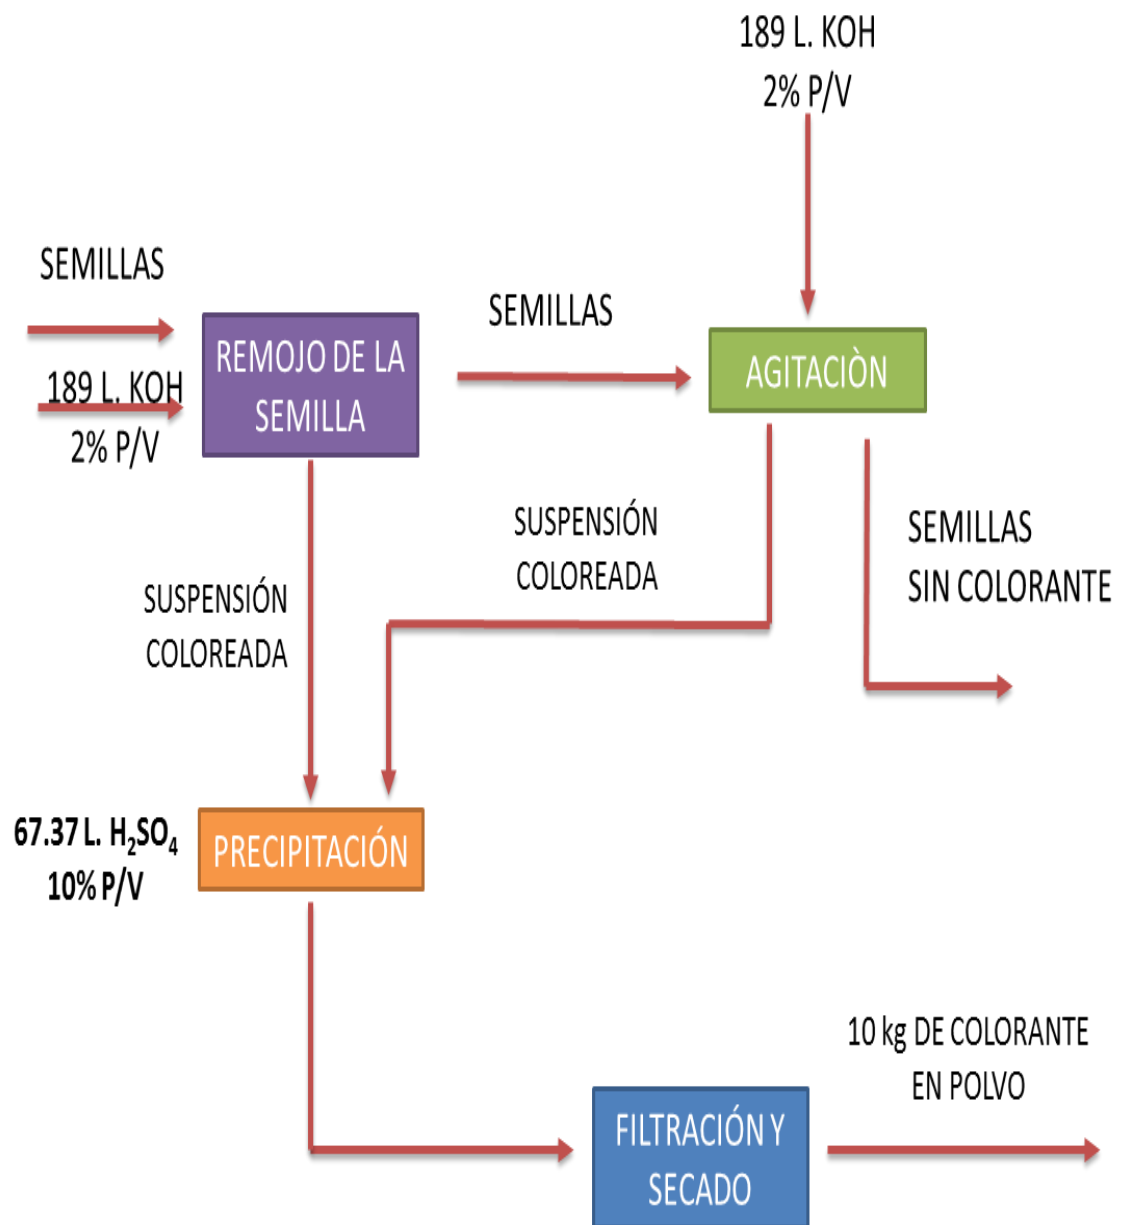 189 L. KOH
2% P/V
SEMILLAS
189 L. KOH
2% P/V
REMOJO DE LA
SEMILLA
SEMILLAS
AGITACIÒN
SUSPENSIÓN
COLOREADA
SUSPENSIÓN
COLOREADA
SEMILLAS
SIN COLORANTE
67.37 L. H₂SO₄
10% P/V
PRECIPITACIÓN
10 kg DE COLORANTE
EN POLVO
FILTRACIÓN Y
SECADO